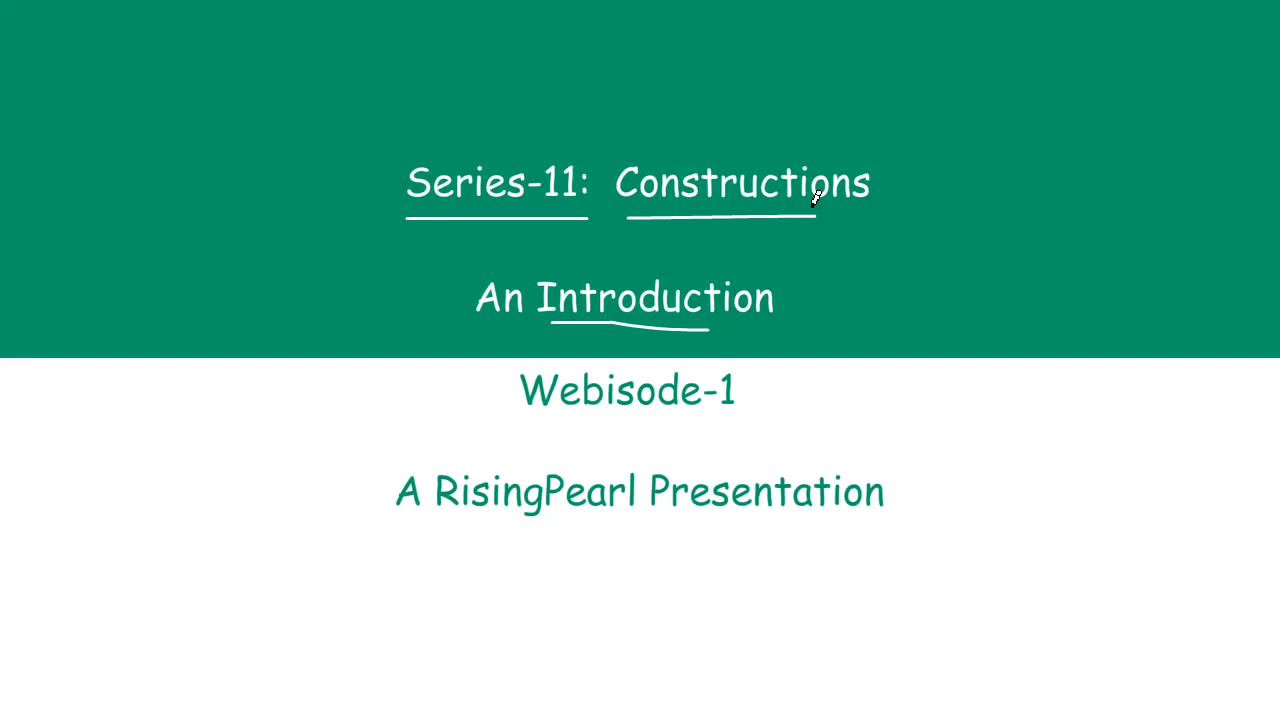 Series-11: Constructions
An Introduction
Webisode-1
A RisingPearl Presentation